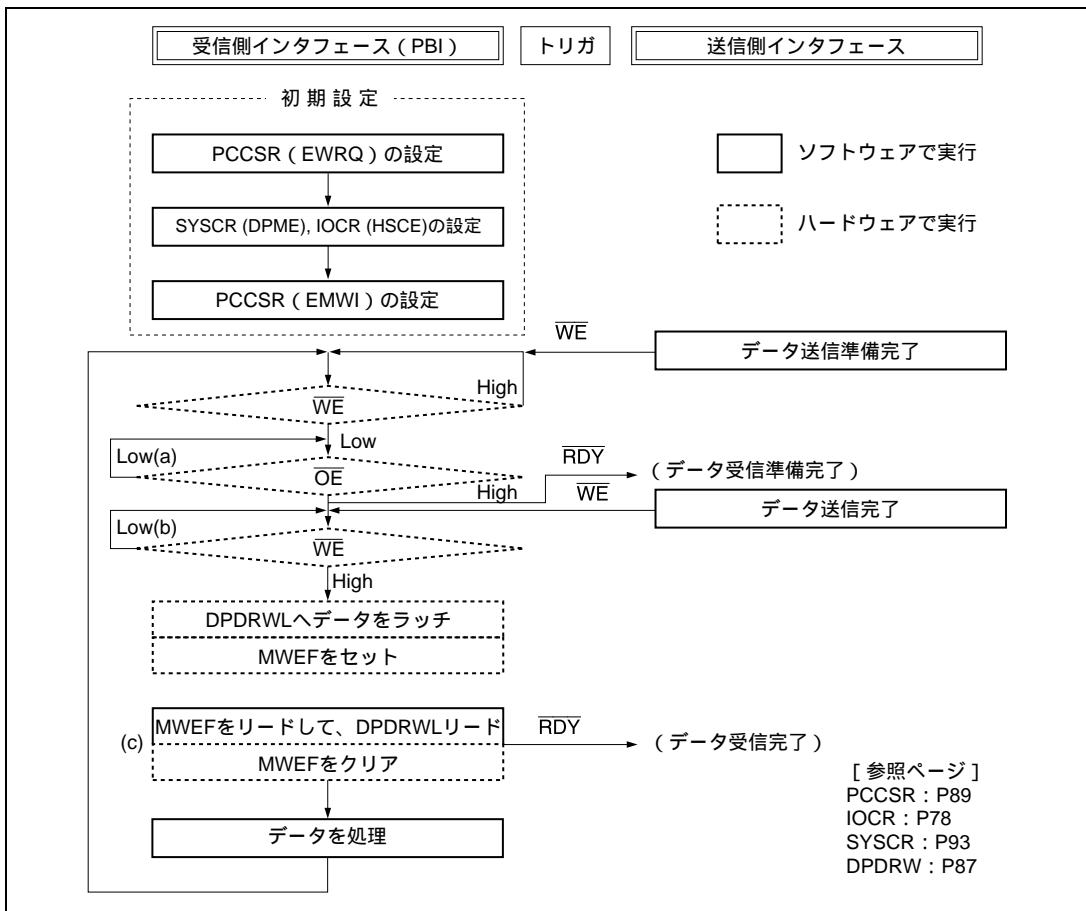 受信側インタフェース（PBI）
トリガ
送信側インタフェース
初期設定
PCCSR（EWRQ）の設定
ソフトウェアで実行
SYSCR (DPME), IOCR (HSCE)の設定
ハードウェアで実行
PCCSR（EMWI）の設定
WE
データ送信準備完了
High
WE
Low
Low(a)
OE
RDY
（データ受信準備完了）
High
WE
データ送信完了
Low(b)
WE
High
DPDRWLへデータをラッチ
MWEFをセット
(c)
MWEFをリードして、DPDRWLリード
RDY
（データ受信完了）
MWEFをクリア
データを処理
［参照ページ］
PCCSR：P89
IOCR：P78
SYSCR：P93
DPDRW：P87